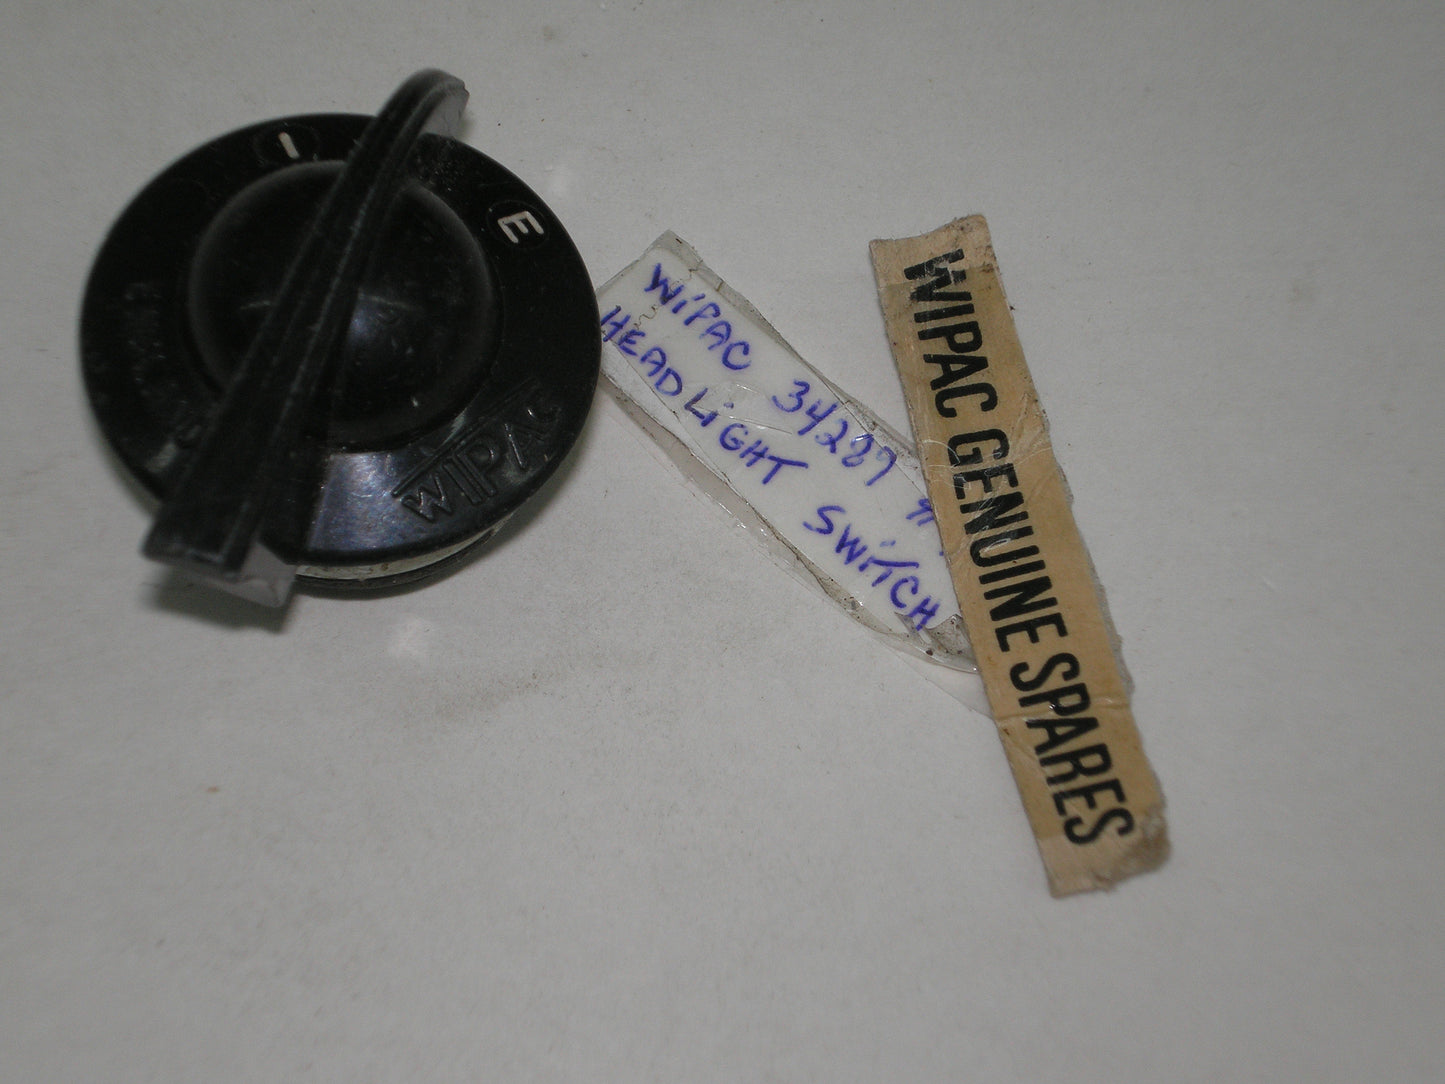 I
E
WIPAC
WiPAC 34287
HEADLiGHT SWiTCH
WIPAC GENUINE SPARES